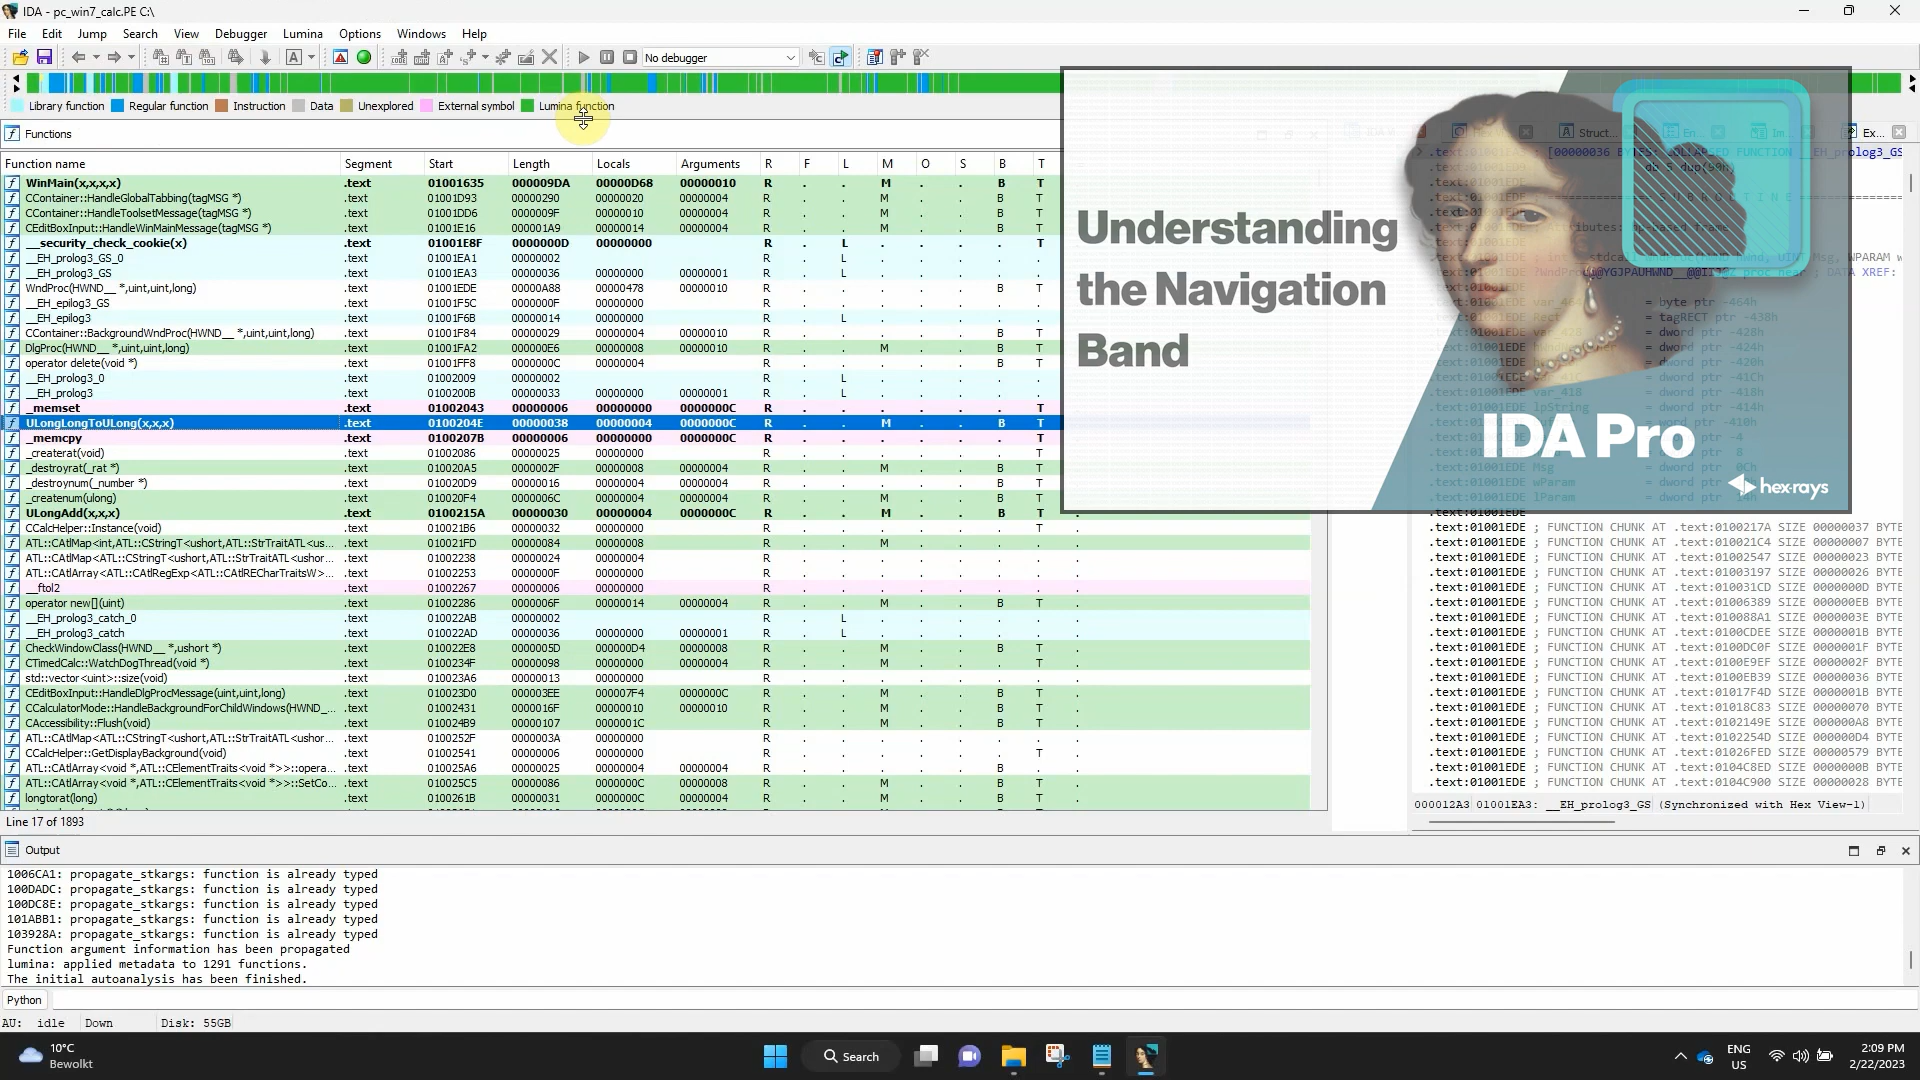 IDA - pc_win7_calc.PE C:\
File Edit Jump Search View Debugger Lumina Options Windows Help
No debugger
Library function Regular function Instruction Data Unexplored External symbol Lumina function
Functions
Function name Segment Start Length Locals Arguments R F L M O S B T
WinMain(x,x,x,x) .text 01001635 000009DA 00000D68 00000010 R . . M . . B T
CContainer::HandleGlobalTabbing(tagMSG *) .text 01001D93 00000290 00000020 00000004 R . . M . . B T
CContainer::HandleToolsetMessage(tagMSG *) .text 01001DD6 0000009F 00000010 00000004 R . . M . . B T
CEditBoxInput::HandleWinMainMessage(tagMSG *) .text 01001E16 000001A9 00000014 00000004 R . . M . . B T
__security_check_cookie(x) .text 01001E8F 0000000D 00000000 R . L . . . . T
__EH_prolog3_GS_0 .text 01001EA1 00000002 R . L . . . . .
__EH_prolog3_GS .text 01001EA3 00000036 00000000 00000001 R . L . . . . .
WndProc(HWND__ *,uint,uint,long) .text 01001EDE 00000A88 00000478 00000010 R . . . . . B T
__EH_epilog3_GS .text 01001F5C 0000000F 00000000 R . . . . . . .
__EH_epilog3 .text 01001F6B 00000014 00000000 R . L . . . . .
CContainer::BackgroundWndProc(HWND__ *,uint,uint,long) .text 01001F84 00000029 00000004 00000010 R . . . . . B T
DlgProc(HWND__ *,uint,uint,long) .text 01001FA2 000000E6 00000008 00000010 R . . M . . B T
operator delete(void *) .text 01001FF8 0000000C 00000004 R . . . . . B T
__EH_prolog3_0 .text 01002009 00000002 R . L . . . . .
__EH_prolog3 .text 0100200B 00000033 00000000 00000001 R . L . . . . .
_memset .text 01002043 00000006 00000000 0000000C R . . . . . . T
ULongLongToULong(x,x,x) .text 0100204E 00000038 00000004 0000000C R . . M . . B T
_memcpy .text 0100207B 00000006 00000000 0000000C R . . . . . . T
_createrat(void) .text 01002086 00000025 00000000 R . . . . . . T
_destroyrat(_rat *) .text 010020A5 0000002F 00000008 00000004 R . . M . . B T
_destroynum(_number *) .text 010020D9 00000016 00000004 00000004 R . . . . . B T
_createnum(ulong) .text 010020F4 0000006C 00000004 00000004 R . . M . . B T
ULongAdd(x,x,x) .text 0100215A 00000030 00000004 0000000C R . . M . . B T
CCalcHelper::Instance(void) .text 010021B6 00000032 00000000 R . . . . . . T .
ATL::CAtlMap<int,ATL::CStringT<ushort,ATL::StrTraitATL<us... .text 010021FD 00000084 00000008 R . . M . . . . .
ATL::CAtlMap<ATL::CStringT<ushort,ATL::StrTraitATL<ushor... .text 01002238 00000024 00000004 R . . . . . . . .
ATL::CAtlArray<ATL::CAtlRegExp<ATL::CAtlRECharTraitsW>... .text 01002253 0000000F 00000000 R . . . . . . . .
__ftol2 .text 01002267 00000006 00000000 R . . . . . . . .
operator new[](uint) .text 01002286 0000006F 00000014 00000004 R . . M . . B T .
__EH_prolog3_catch_0 .text 010022AB 00000002 R . L . . . . . .
__EH_prolog3_catch .text 010022AD 00000036 00000000 00000001 R . L . . . . . .
CheckWindowClass(HWND__ *,ushort *) .text 010022E8 0000005D 000000D4 00000008 R . . M . . B T .
CTimedCalc::WatchDogThread(void *) .text 0100234F 00000098 00000000 00000004 R . . M . . . T .
std::vector<uint>::size(void) .text 010023A6 00000013 00000000 R . . . . . . T .
CEditBoxInput::HandleDlgProcMessage(uint,uint,long) .text 010023D0 000003EE 000007F4 0000000C R . . M . . B T .
CCalculatorMode::HandleBackgroundForChildWindows(HWND_... .text 01002431 0000016F 00000010 00000010 R . . M . . B T .
CAccessibility::Flush(void) .text 010024B9 00000107 0000001C R . . M . . B T .
ATL::CAtlMap<ATL::CStringT<ushort,ATL::StrTraitATL<ushor... .text 0100252F 0000003A 00000000 R . . . . . . . .
CCalcHelper::GetDisplayBackground(void) .text 01002541 00000006 00000000 R . . . . . . T
ATL::CAtlArray<void *,ATL::CElementTraits<void *>>::opera... .text 010025A6 00000025 00000004 00000004 R . . . . . B . .
ATL::CAtlArray<void *,ATL::CElementTraits<void *>>::SetCo... .text 010025C5 00000086 0000000C 00000008 R . . M . . B T .
longtorat(long) .text 0100261B 00000031 0000000C 00000004 R . . M . . B T .
Line 17 of 1893
Understanding
the Navigation
Band
IDA Pro
hex-rays
.text:01001EDE
.text:01001EDE ; FUNCTION CHUNK AT .text:0100217A SIZE 00000037 BYTE
.text:01001EDE ; FUNCTION CHUNK AT .text:010021C4 SIZE 00000007 BYTE
.text:01001EDE ; FUNCTION CHUNK AT .text:01002547 SIZE 00000023 BYTE
.text:01001EDE ; FUNCTION CHUNK AT .text:01003197 SIZE 00000026 BYTE
.text:01001EDE ; FUNCTION CHUNK AT .text:010031CD SIZE 0000000D BYTE
.text:01001EDE ; FUNCTION CHUNK AT .text:01006389 SIZE 000000EB BYTE
.text:01001EDE ; FUNCTION CHUNK AT .text:010088A1 SIZE 0000003E BYTE
.text:01001EDE ; FUNCTION CHUNK AT .text:0100CDEE SIZE 0000001B BYTE
.text:01001EDE ; FUNCTION CHUNK AT .text:0100DC0F SIZE 0000001F BYTE
.text:01001EDE ; FUNCTION CHUNK AT .text:0100E9EF SIZE 0000002F BYTE
.text:01001EDE ; FUNCTION CHUNK AT .text:0100EB39 SIZE 00000036 BYTE
.text:01001EDE ; FUNCTION CHUNK AT .text:01017F4D SIZE 0000001B BYTE
.text:01001EDE ; FUNCTION CHUNK AT .text:01018C83 SIZE 00000070 BYTE
.text:01001EDE ; FUNCTION CHUNK AT .text:0102149E SIZE 000000A8 BYTE
.text:01001EDE ; FUNCTION CHUNK AT .text:0102254D SIZE 000000D4 BYTE
.text:01001EDE ; FUNCTION CHUNK AT .text:01026FED SIZE 00000579 BYTE
.text:01001EDE ; FUNCTION CHUNK AT .text:0104C8ED SIZE 0000000B BYTE
.text:01001EDE ; FUNCTION CHUNK AT .text:0104C900 SIZE 00000028 BYTE
000012A3 01001EA3: __EH_prolog3_GS (Synchronized with Hex View-1)
Output
1006CA1: propagate_stkargs: function is already typed
100DADC: propagate_stkargs: function is already typed
100DC8E: propagate_stkargs: function is already typed
101ABB1: propagate_stkargs: function is already typed
103928A: propagate_stkargs: function is already typed
Function argument information has been propagated
lumina: applied metadata to 1291 functions.
The initial autoanalysis has been finished.
Python
AU: idle Down Disk: 55GB
10°C
Bewolkt
Search
ENG
US
2:09 PM
2/22/2023